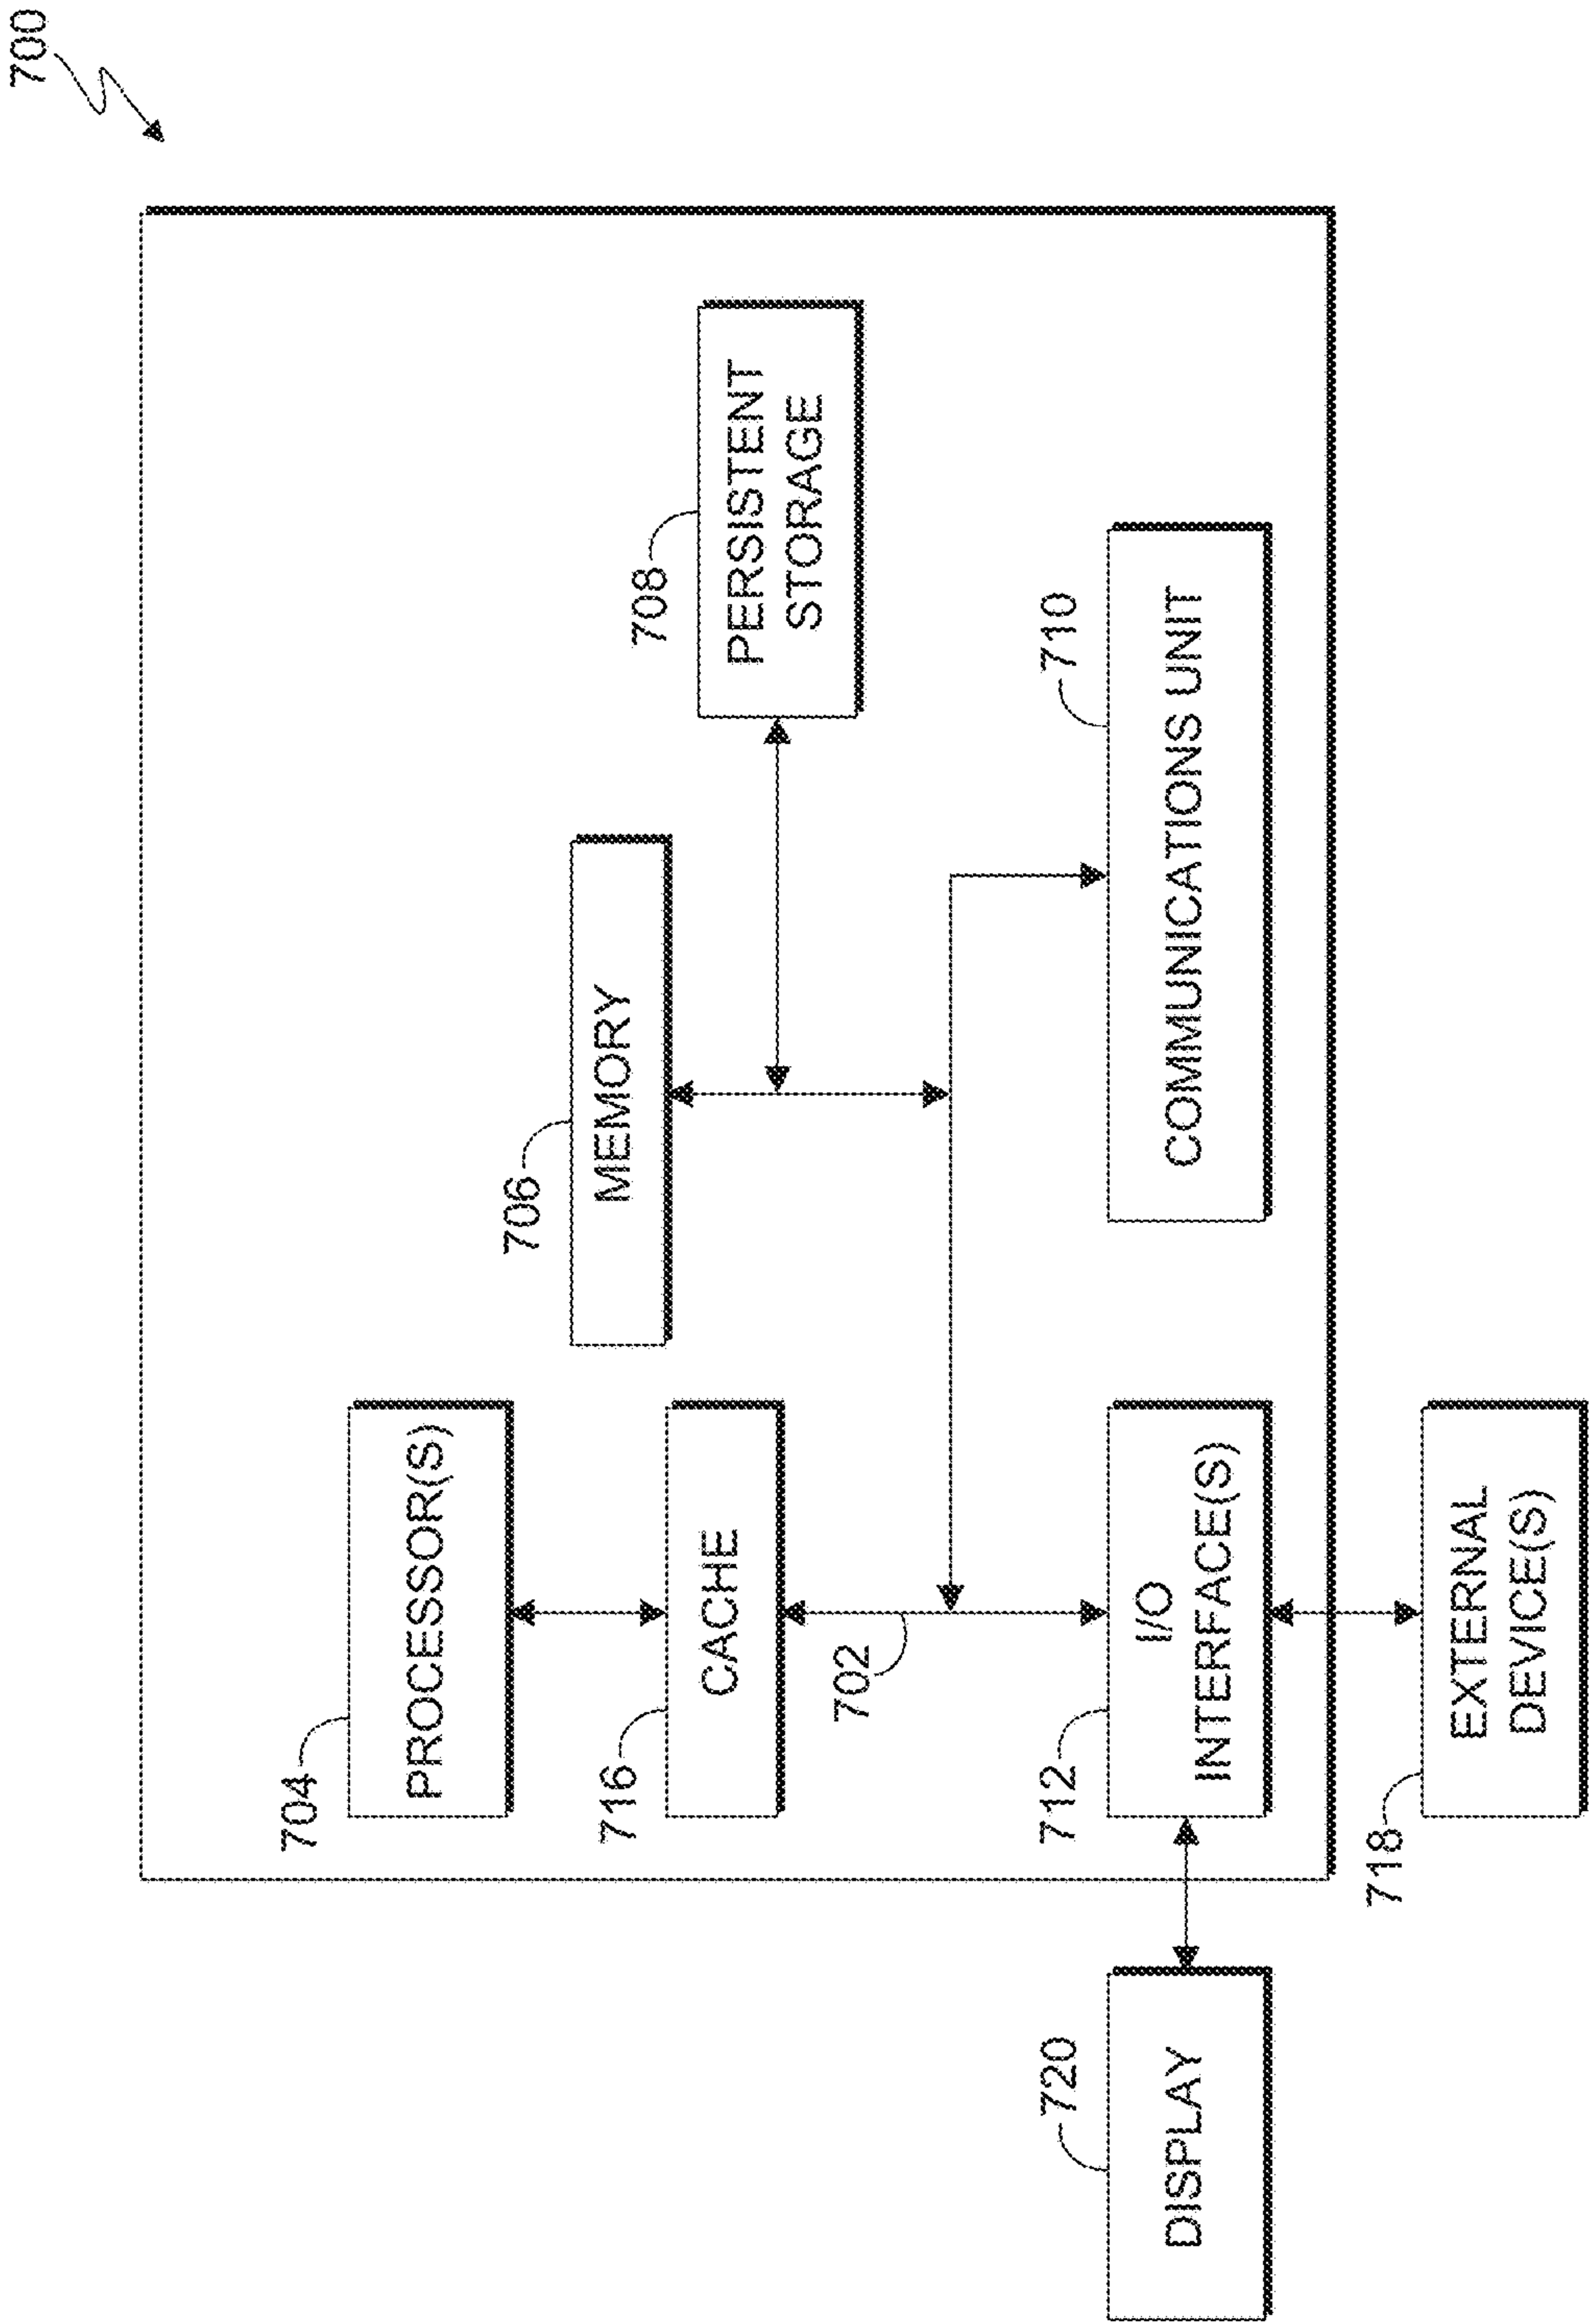 700
704
PROCESSOR(S)
706
MEMORY
716
CACHE
708
PERSISTENT
STORAGE
702
720
DISPLAY
712
I/O
INTERFACE(S)
710
COMMUNICATIONS UNIT
718
EXTERNAL
DEVICE(S)